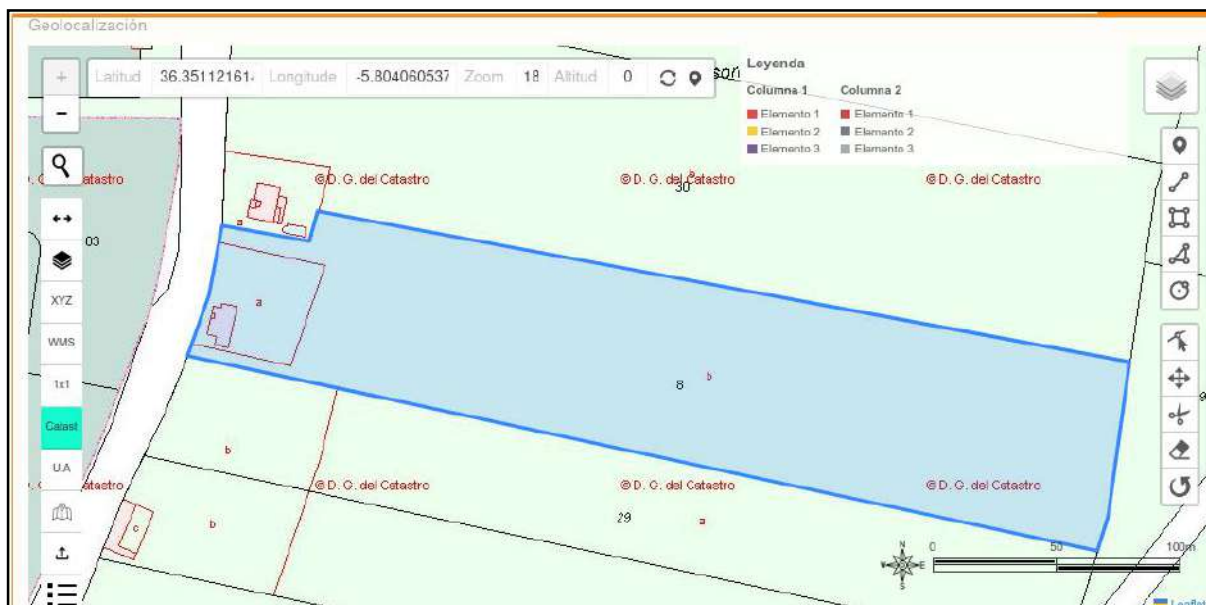 Geolocalización
+ Latitud 36.35112161 Longitude -5.804060537 Zoom 18 Altitud 0
Leyenda
Columna 1 Columna 2
Elemento 1 Elemento 1
Elemento 2 Elemento 2
Elemento 3 Elemento 3
-
atastro
© D. G. del Catastro
© D. G. del Catastro
© D. G. del Catastro
a
30
a
03
XYZ
a
WMS
1x1
8
b
Catast
b
U.A
atastro
© D. G. del Catastro
© D. G. del Catastro
© D. G. del Catastro
b
c
29
a
N
W E
S
0 50 100m
Leaflet